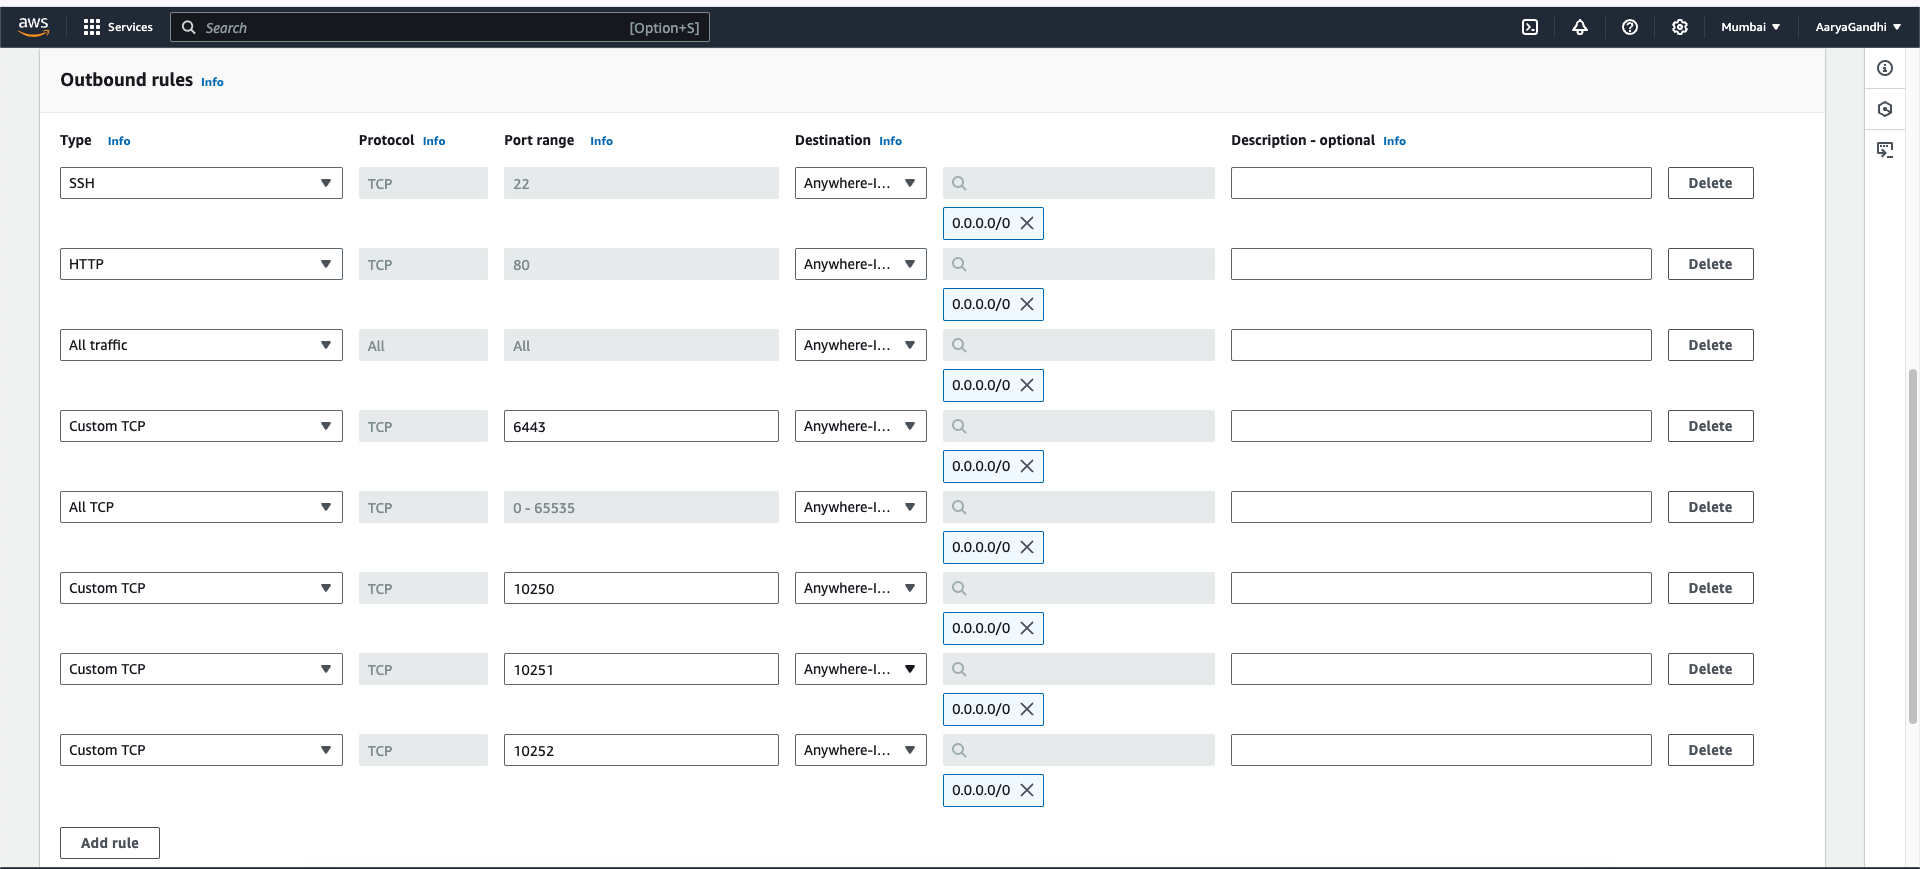 aws Services Search [Option+S] Mumbai AaryaGandhi
Outbound rules Info
Type Info Protocol Info Port range Info Destination Info Description - optional Info
SSH TCP 22 Anywhere-I... Delete
0.0.0.0/0
HTTP TCP 80 Anywhere-I... Delete
0.0.0.0/0
All traffic All All Anywhere-I... Delete
0.0.0.0/0
Custom TCP TCP 6443 Anywhere-I... Delete
0.0.0.0/0
All TCP TCP 0 - 65535 Anywhere-I... Delete
0.0.0.0/0
Custom TCP TCP 10250 Anywhere-I... Delete
0.0.0.0/0
Custom TCP TCP 10251 Anywhere-I... Delete
0.0.0.0/0
Custom TCP TCP 10252 Anywhere-I... Delete
0.0.0.0/0
Add rule